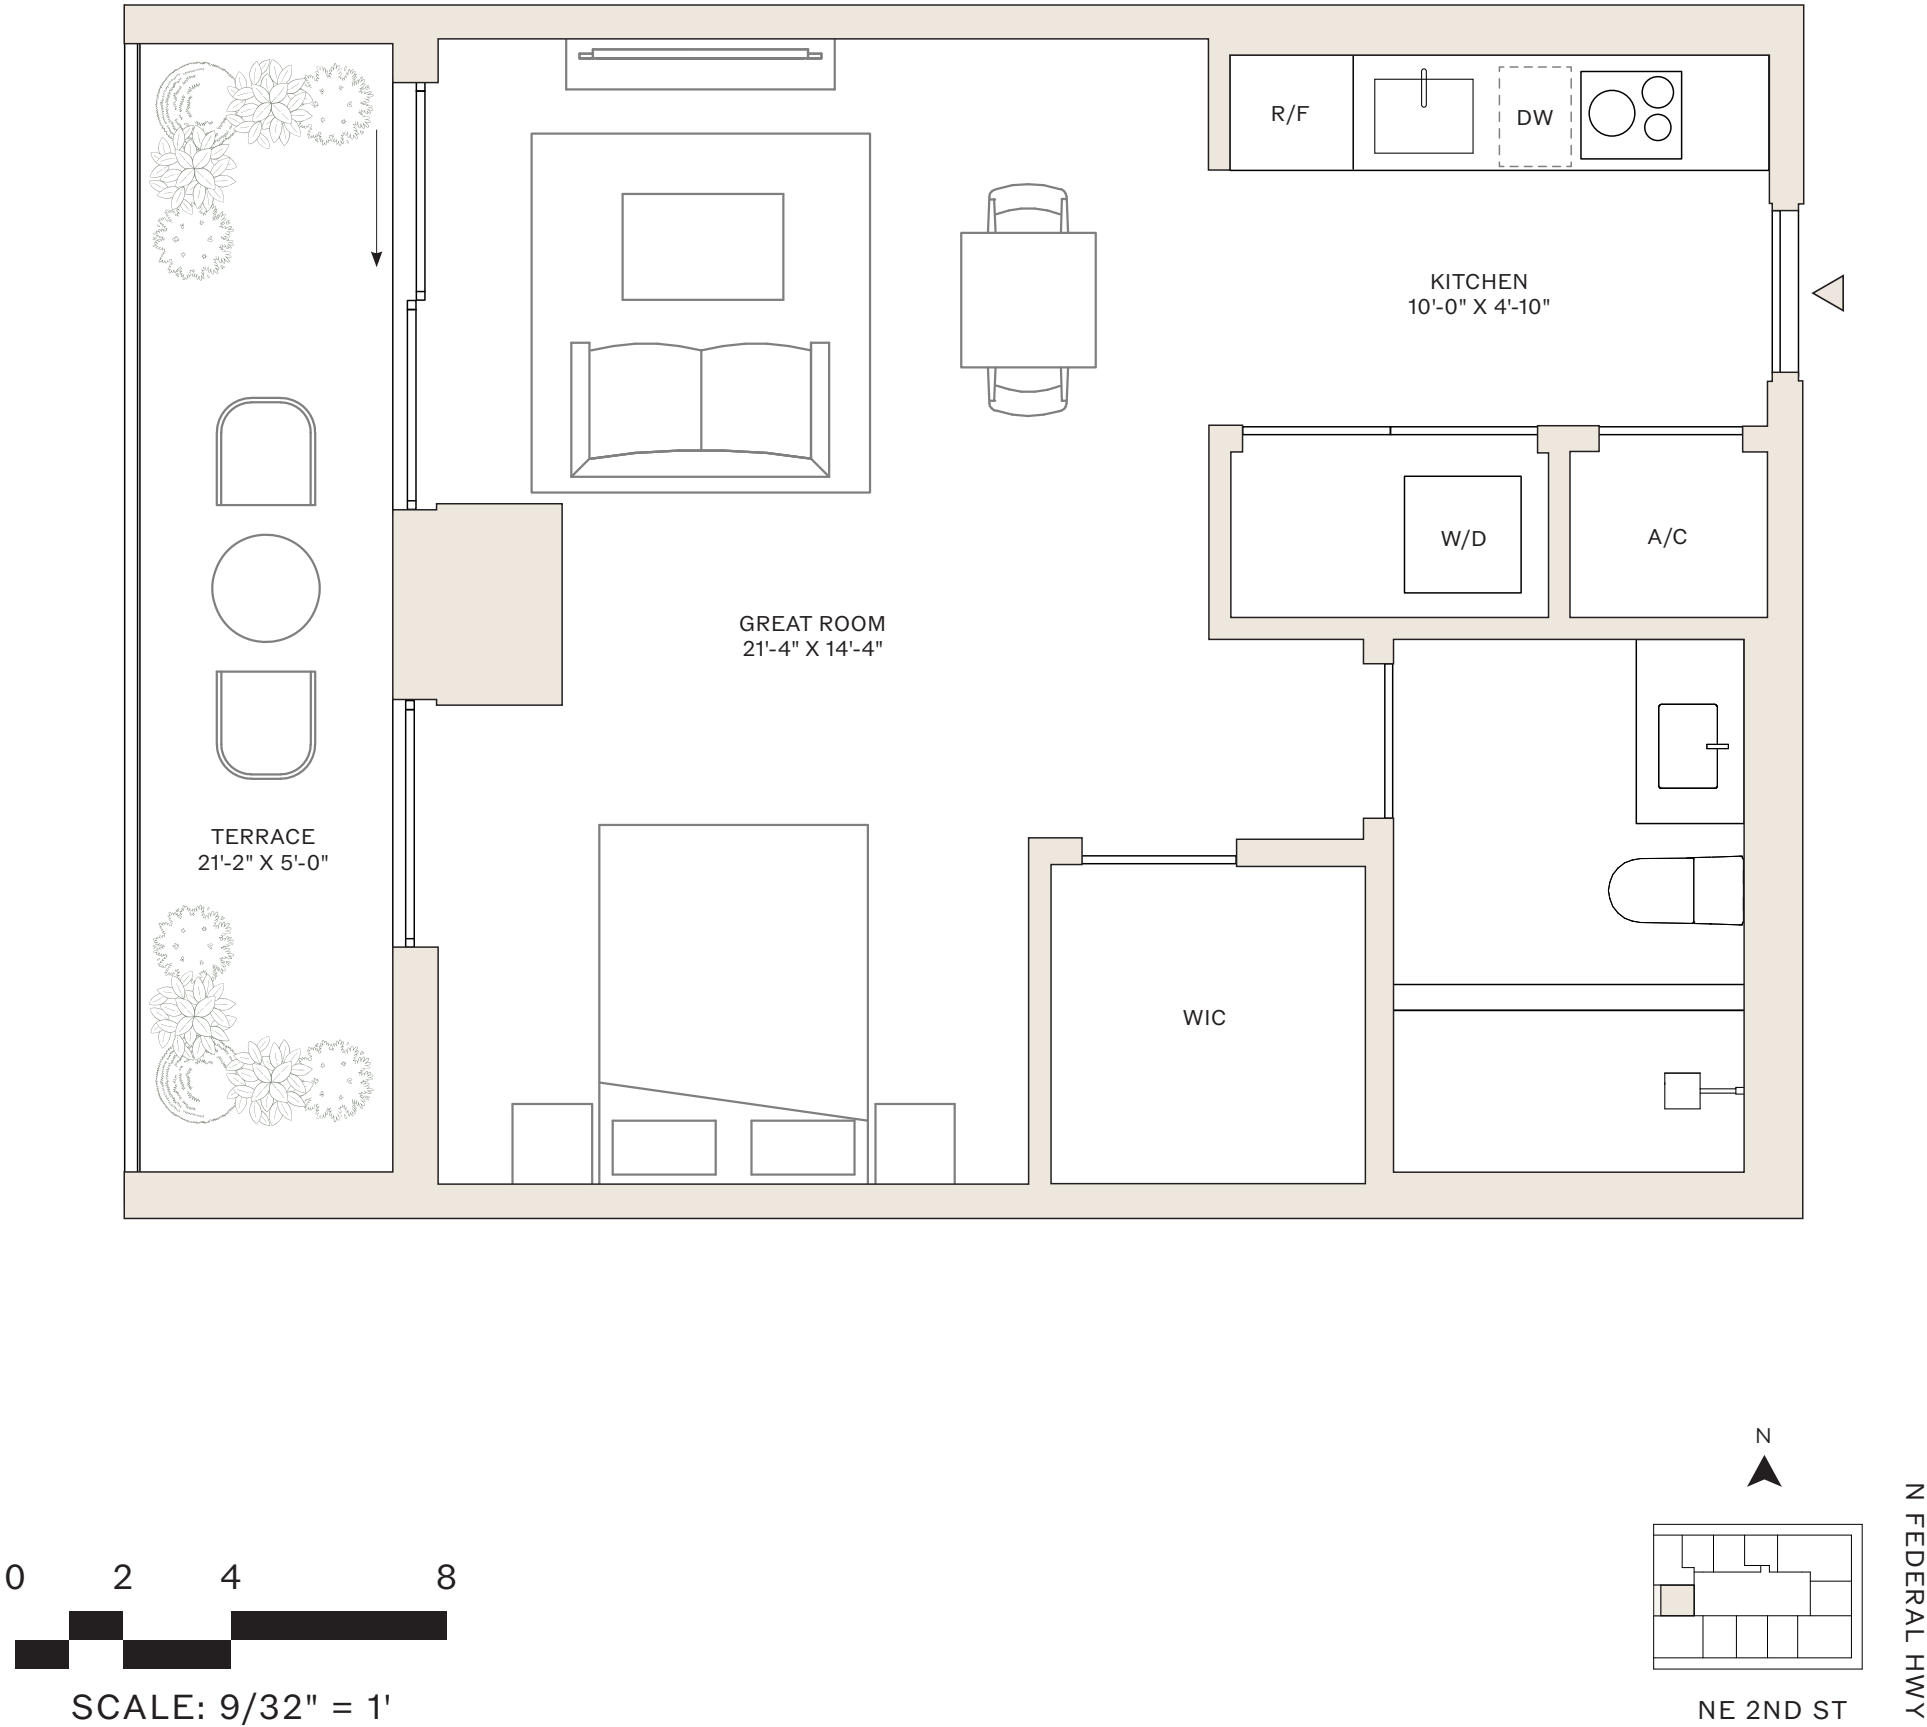 R/F
DW
KITCHEN
10'-0" X 4'-10"
W/D
A/C
GREAT ROOM
21'-4" X 14'-4"
TERRACE
21'-2" X 5'-0"
WIC
0 2 4 8
SCALE: 9/32" = 1'
N
N FEDERAL HWY
NE 2ND ST